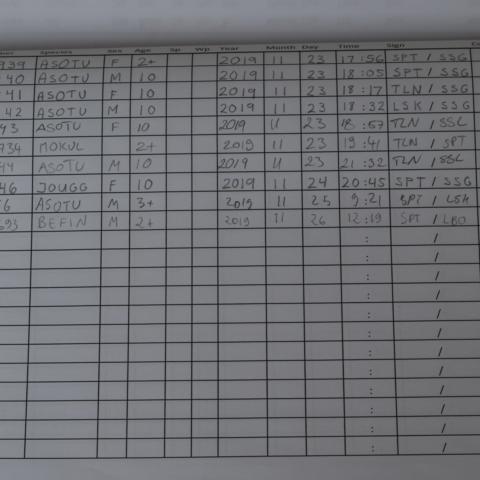 Species Sex Age Sp Wp Year Month Day Time Sign
939 ASOTU F 2+ 2019 11 23 17:56 SPT / SSG
40 ASOTU M 10 2019 11 23 18:05 SPT / SSG
41 ASOTU F 10 2019 11 23 18:17 TLN / SSG
42 ASOTU M 10 2019 11 23 18:32 LSK / SSG
43 ASOTU F 10 2019 11 23 18:57 TLN / SSL
934 MOKUL 2+ 2019 11 23 19:41 TLN / SPT
44 ASOTU M 10 2019 11 23 21:32 TLN / SSL
46 JOUGG F 10 2019 11 24 20:45 SPT / SSG
6 ASOTU M 3+ 2019 11 25 9:21 SPT / LSK
693 BEFIN M 2+ 2019 11 26 12:19 SPT / LBO
: /
: /
: /
: /
: /
: /
: /
: /
: /
: /
: /
: /